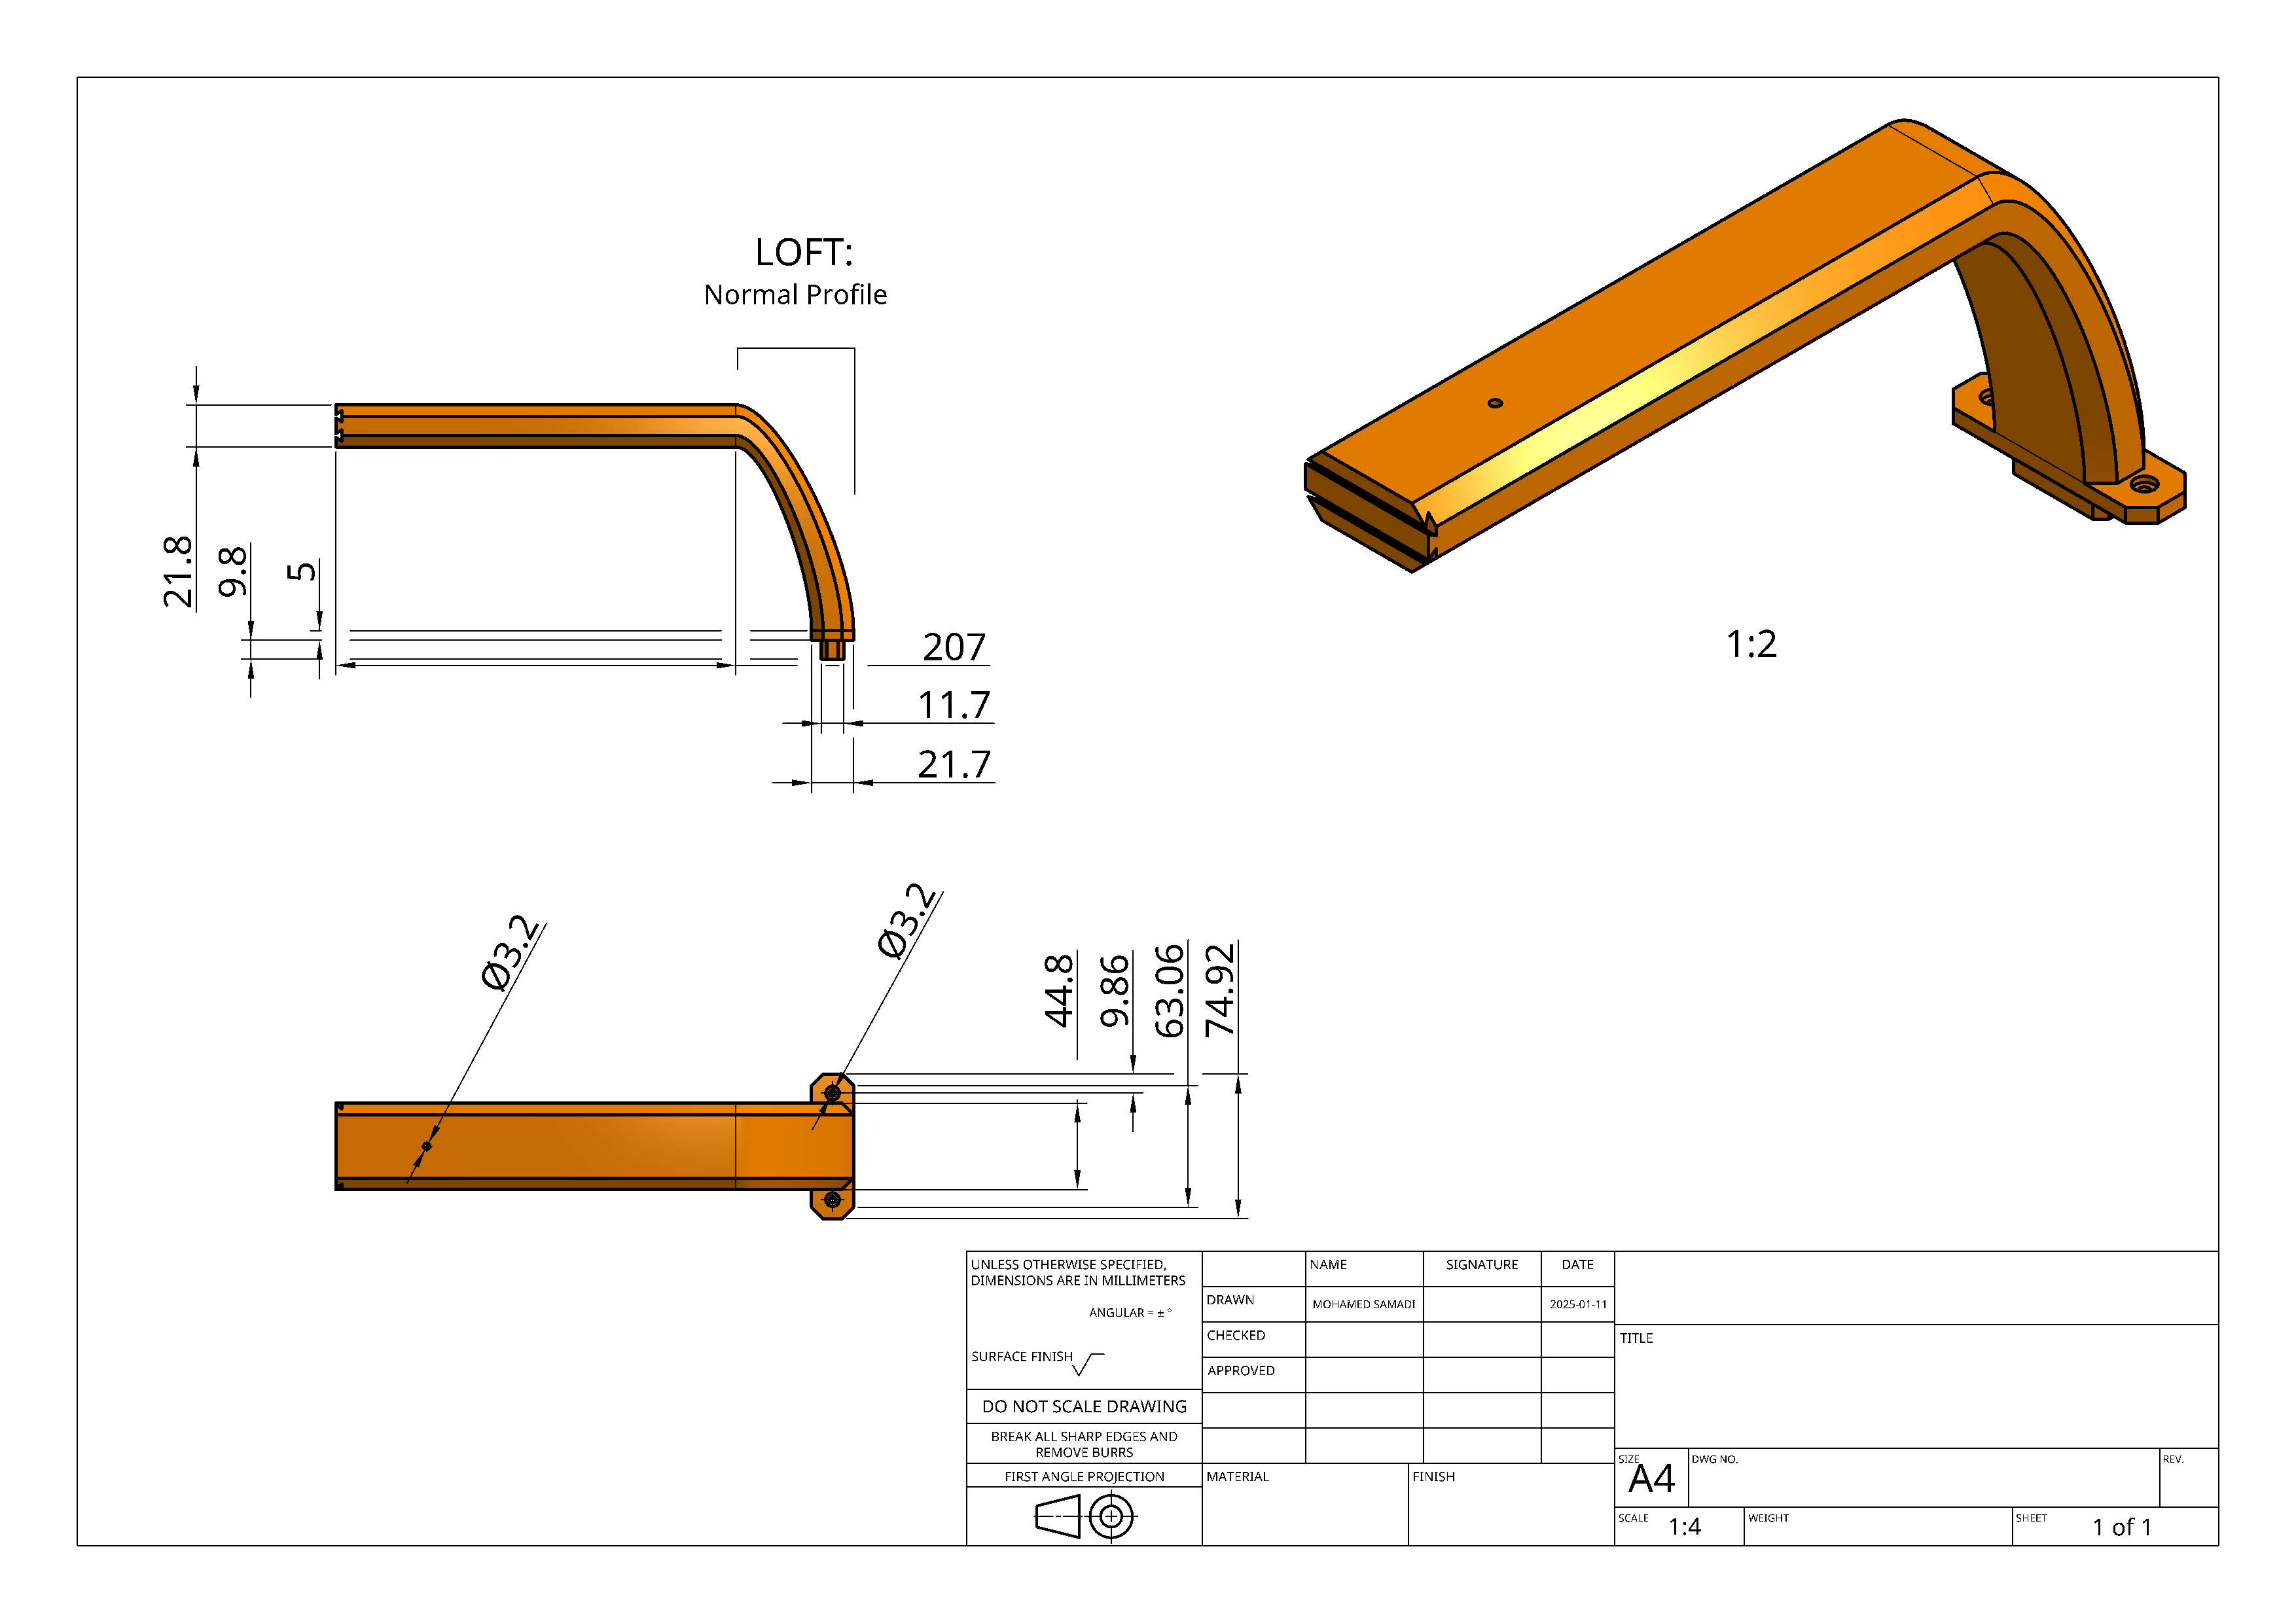 LOFT:
Normal Profile
21.8
9.8
5
207
11.7
21.7
1:2
Ø3.2
Ø3.2
44.8
9.86
63.06
74.92
UNLESS OTHERWISE SPECIFIED,
DIMENSIONS ARE IN MILLIMETERS
ANGULAR = ± °
SURFACE FINISH
DO NOT SCALE DRAWING
BREAK ALL SHARP EDGES AND
REMOVE BURRS
FIRST ANGLE PROJECTION
NAME SIGNATURE DATE
DRAWN MOHAMED SAMADI 2025-01-11
CHECKED
APPROVED
MATERIAL FINISH
TITLE
SIZE A4 DWG NO. REV.
SCALE 1:4 WEIGHT SHEET 1 of 1